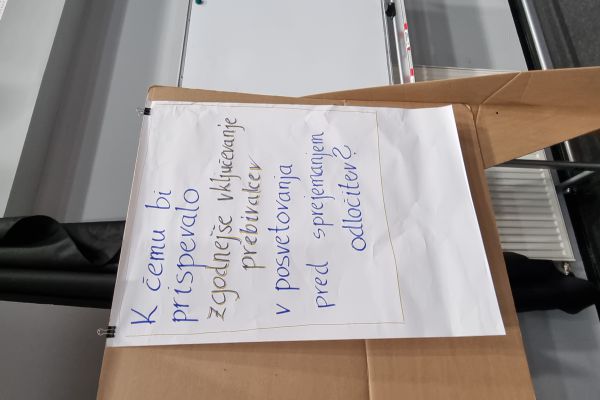 K čemu bi
prispevalo
zgodnejše vključevanje
prebivalcev
v posvetovanja
pred sprejemanjem
odločitev?